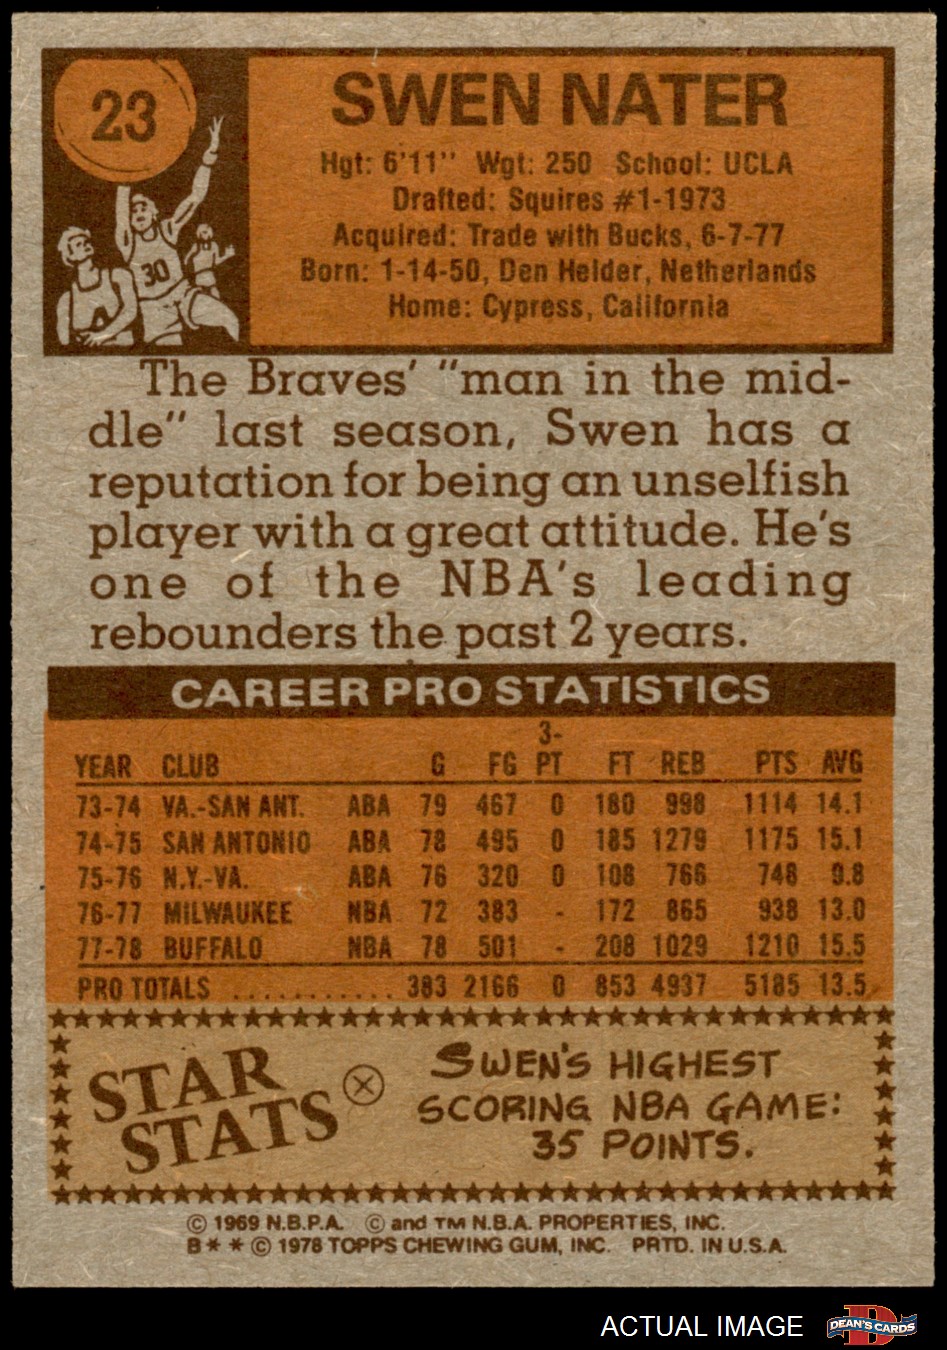 23
SWEN NATER
Hgt: 6'11" Wgt: 250 School: UCLA
Drafted: Squires #1-1973
Acquired: Trade with Bucks, 6-7-77
Born: 1-14-50, Den Helder, Netherlands
Home: Cypress, California
30
A
The Braves' "man in the mid-
dle" last season, Swen has a
reputation for being an unselfish
player with a great attitude. He's
one of the NBA's leading
rebounders the past 2 years.
CAREER PRO STATISTICS
YEAR CLUB G FG 3-PT FT REB PTS AVG
73-74 VA.-SAN ANT. ABA 79 467 0 180 998 1114 14.1
74-75 SAN ANTONIO ABA 78 495 0 185 1279 1175 15.1
75-76 N.Y.-VA. ABA 76 320 0 108 766 748 9.8
76-77 MILWAUKEE NBA 72 383 - 172 865 938 13.0
77-78 BUFFALO NBA 78 501 - 208 1029 1210 15.5
PRO TOTALS ........... 383 2166 0 853 4937 5185 13.5
STAR
STATS
SWEN'S HIGHEST
SCORING NBA GAME:
35 POINTS.
© 1969 N.B.P.A. © and TM N.B.A. PROPERTIES, INC.
B* * © 1978 TOPPS CHEWING GUM, INC. PRTD. IN U.S.A.
ACTUAL IMAGE
D
DEAN'S CARDS